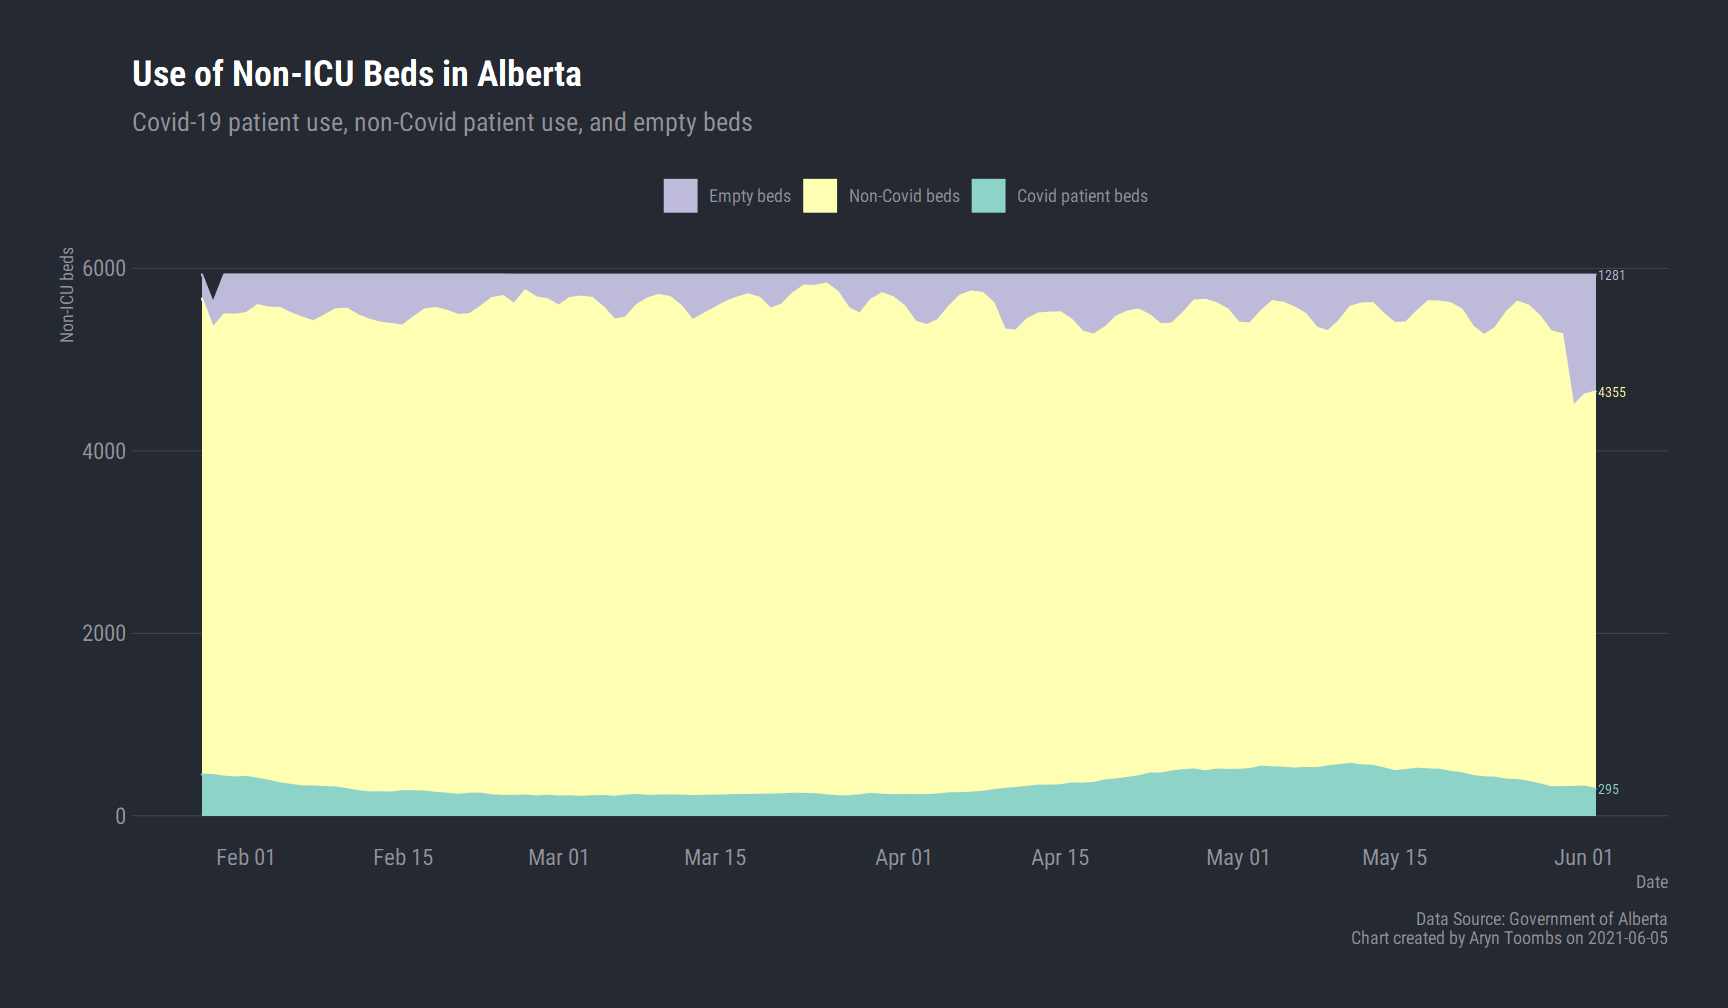 Use of Non-ICU Beds in Alberta
Covid-19 patient use, non-Covid patient use, and empty beds
Empty beds Non-Covid beds Covid patient beds
Non-ICU beds
6000
4000
2000
0
1281
4355
295
Feb 01 Feb 15 Mar 01 Mar 15 Apr 01 Apr 15 May 01 May 15 Jun 01
Date
Data Source: Government of Alberta
Chart created by Aryn Toombs on 2021-06-05